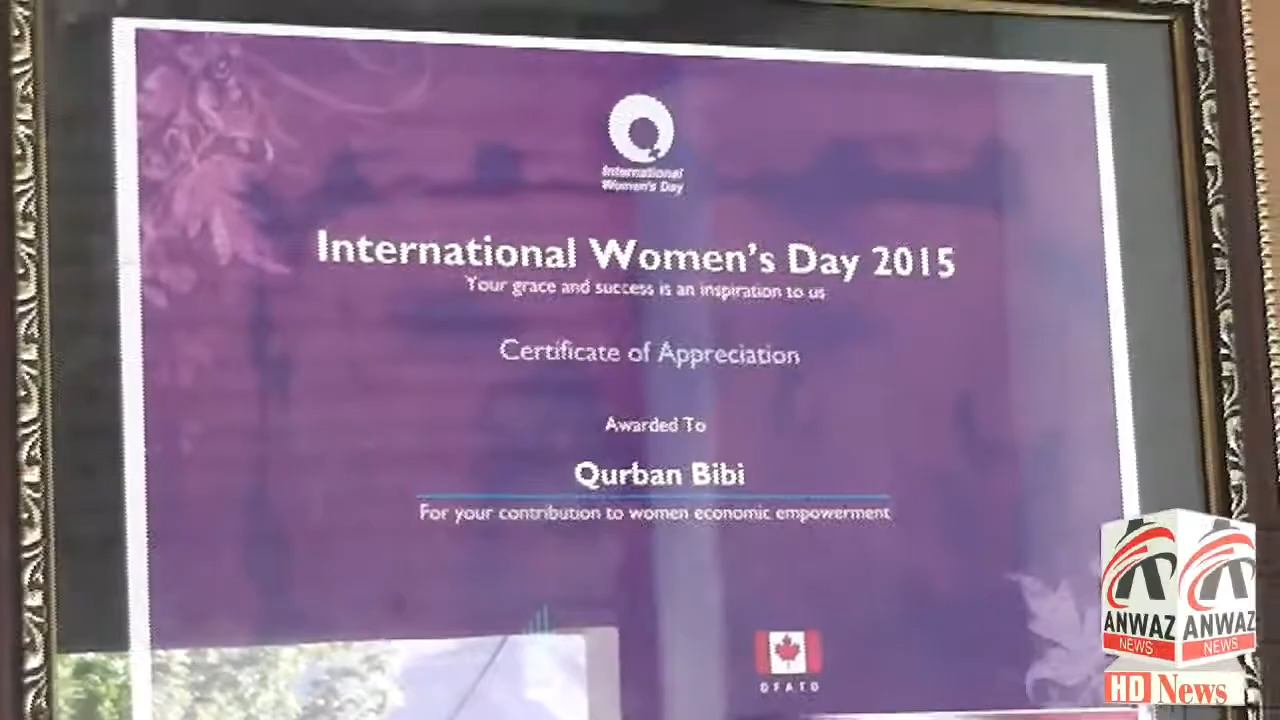 International
Women's Day
International Women's Day 2015
Your grace and success is an inspiration to us
Certificate of Appreciation
Awarded To
Qurban Bibi
For your contribution to women economic empowerment
DFATD
ANWAZ
NEWS
ANWAZ
NEWS
HD News